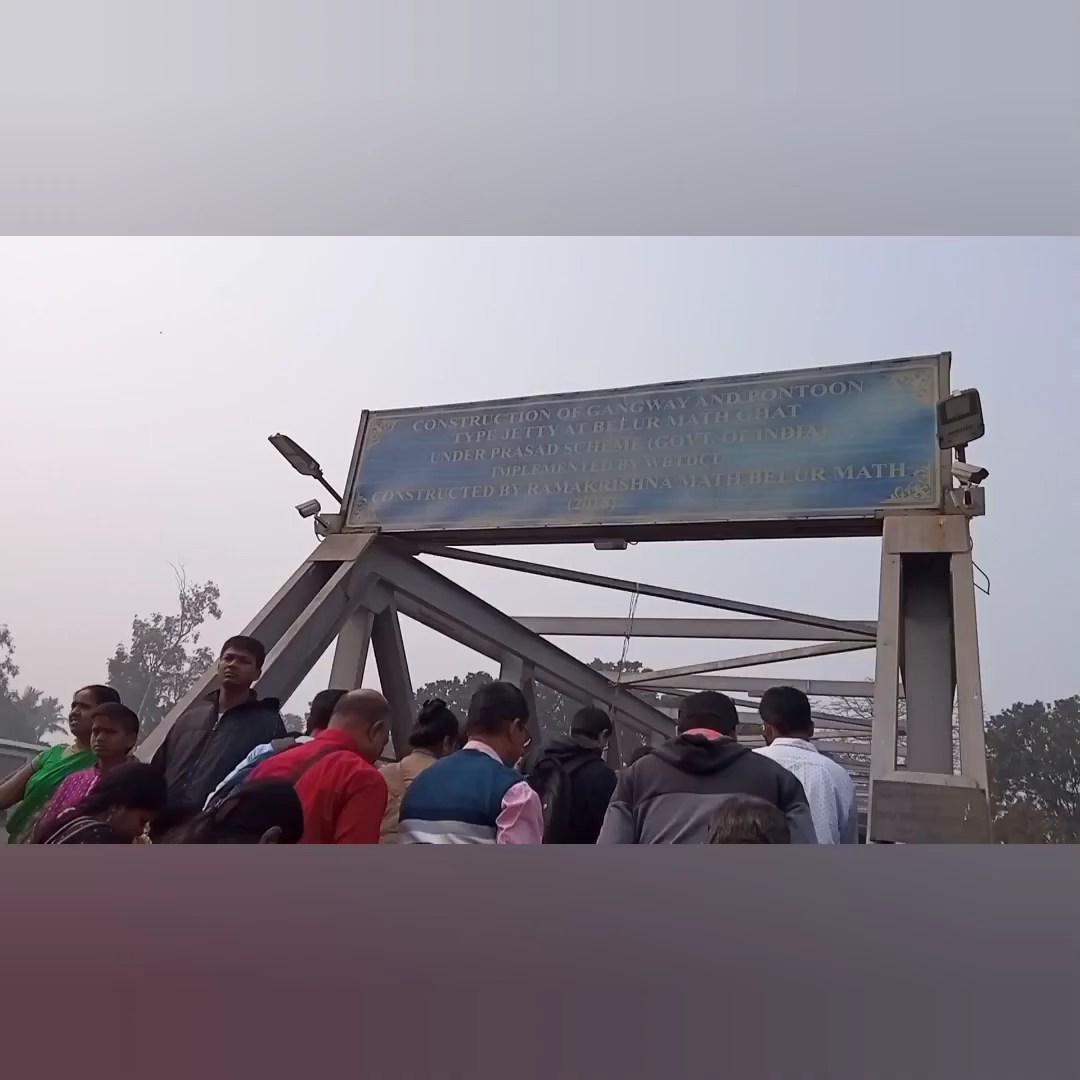 CONSTRUCTION OF GANGWAY AND PONTOON
TYPE JETTY AT BELUR MATH GHAT
UNDER PRASAD SCHEME (GOVT. OF INDIA)
IMPLEMENTED BY WBTDCL
CONSTRUCTED BY RAMAKRISHNA MATH BELUR MATH